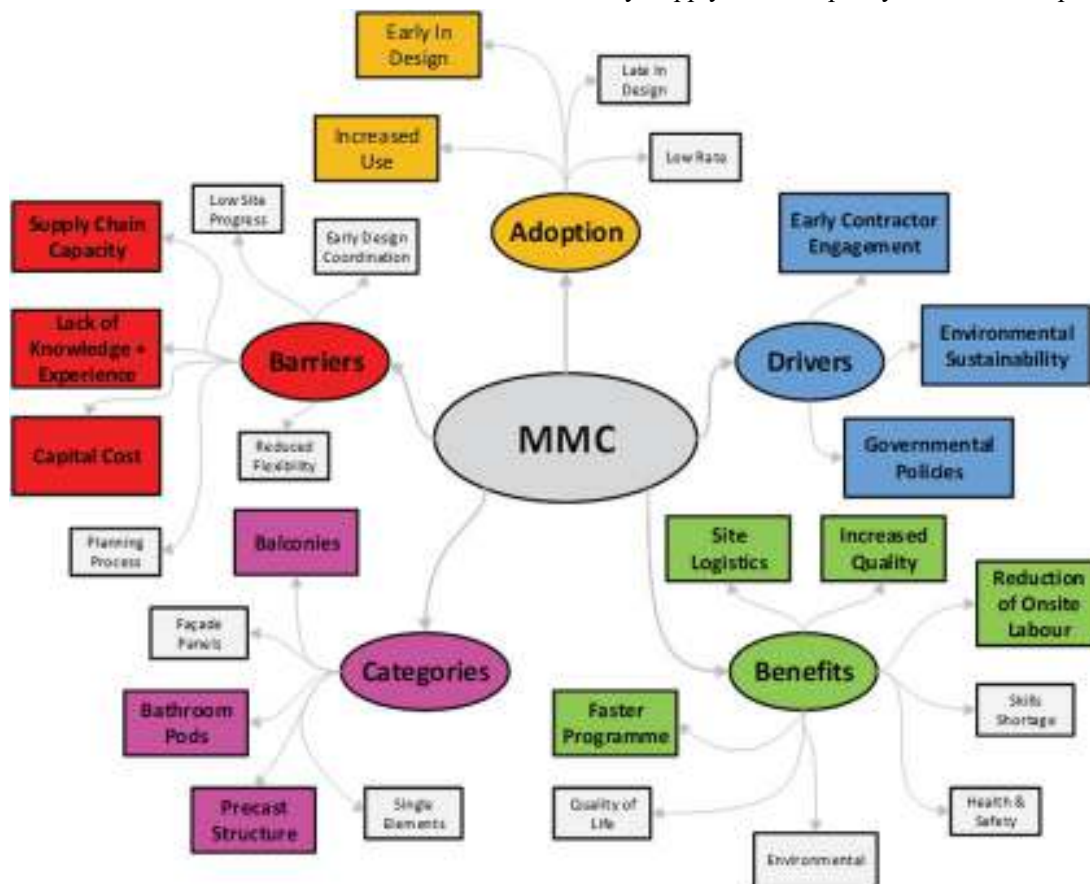 Early In
Design
Late In
Design
Increased
Use
Low Rate
Low Site
Progress
Supply Chain
Capacity
Early Design
Coordination
Adoption
Early Contractor
Engagement
Lack of
Knowledge +
Experience
Barriers
Drivers
Environmental
Sustainability
MMC
Capital Cost
Reduced
Flexibility
Governmental
Policies
Planning
Process
Balconies
Site
Logistics
Increased
Quality
Reduction
of Onsite
Labour
Façade
Panels
Categories
Benefits
Bathroom
Pods
Faster
Programme
Skills
Shortage
Precast
Structure
Single
Elements
Quality of
Life
Health &
Safety
Environmental